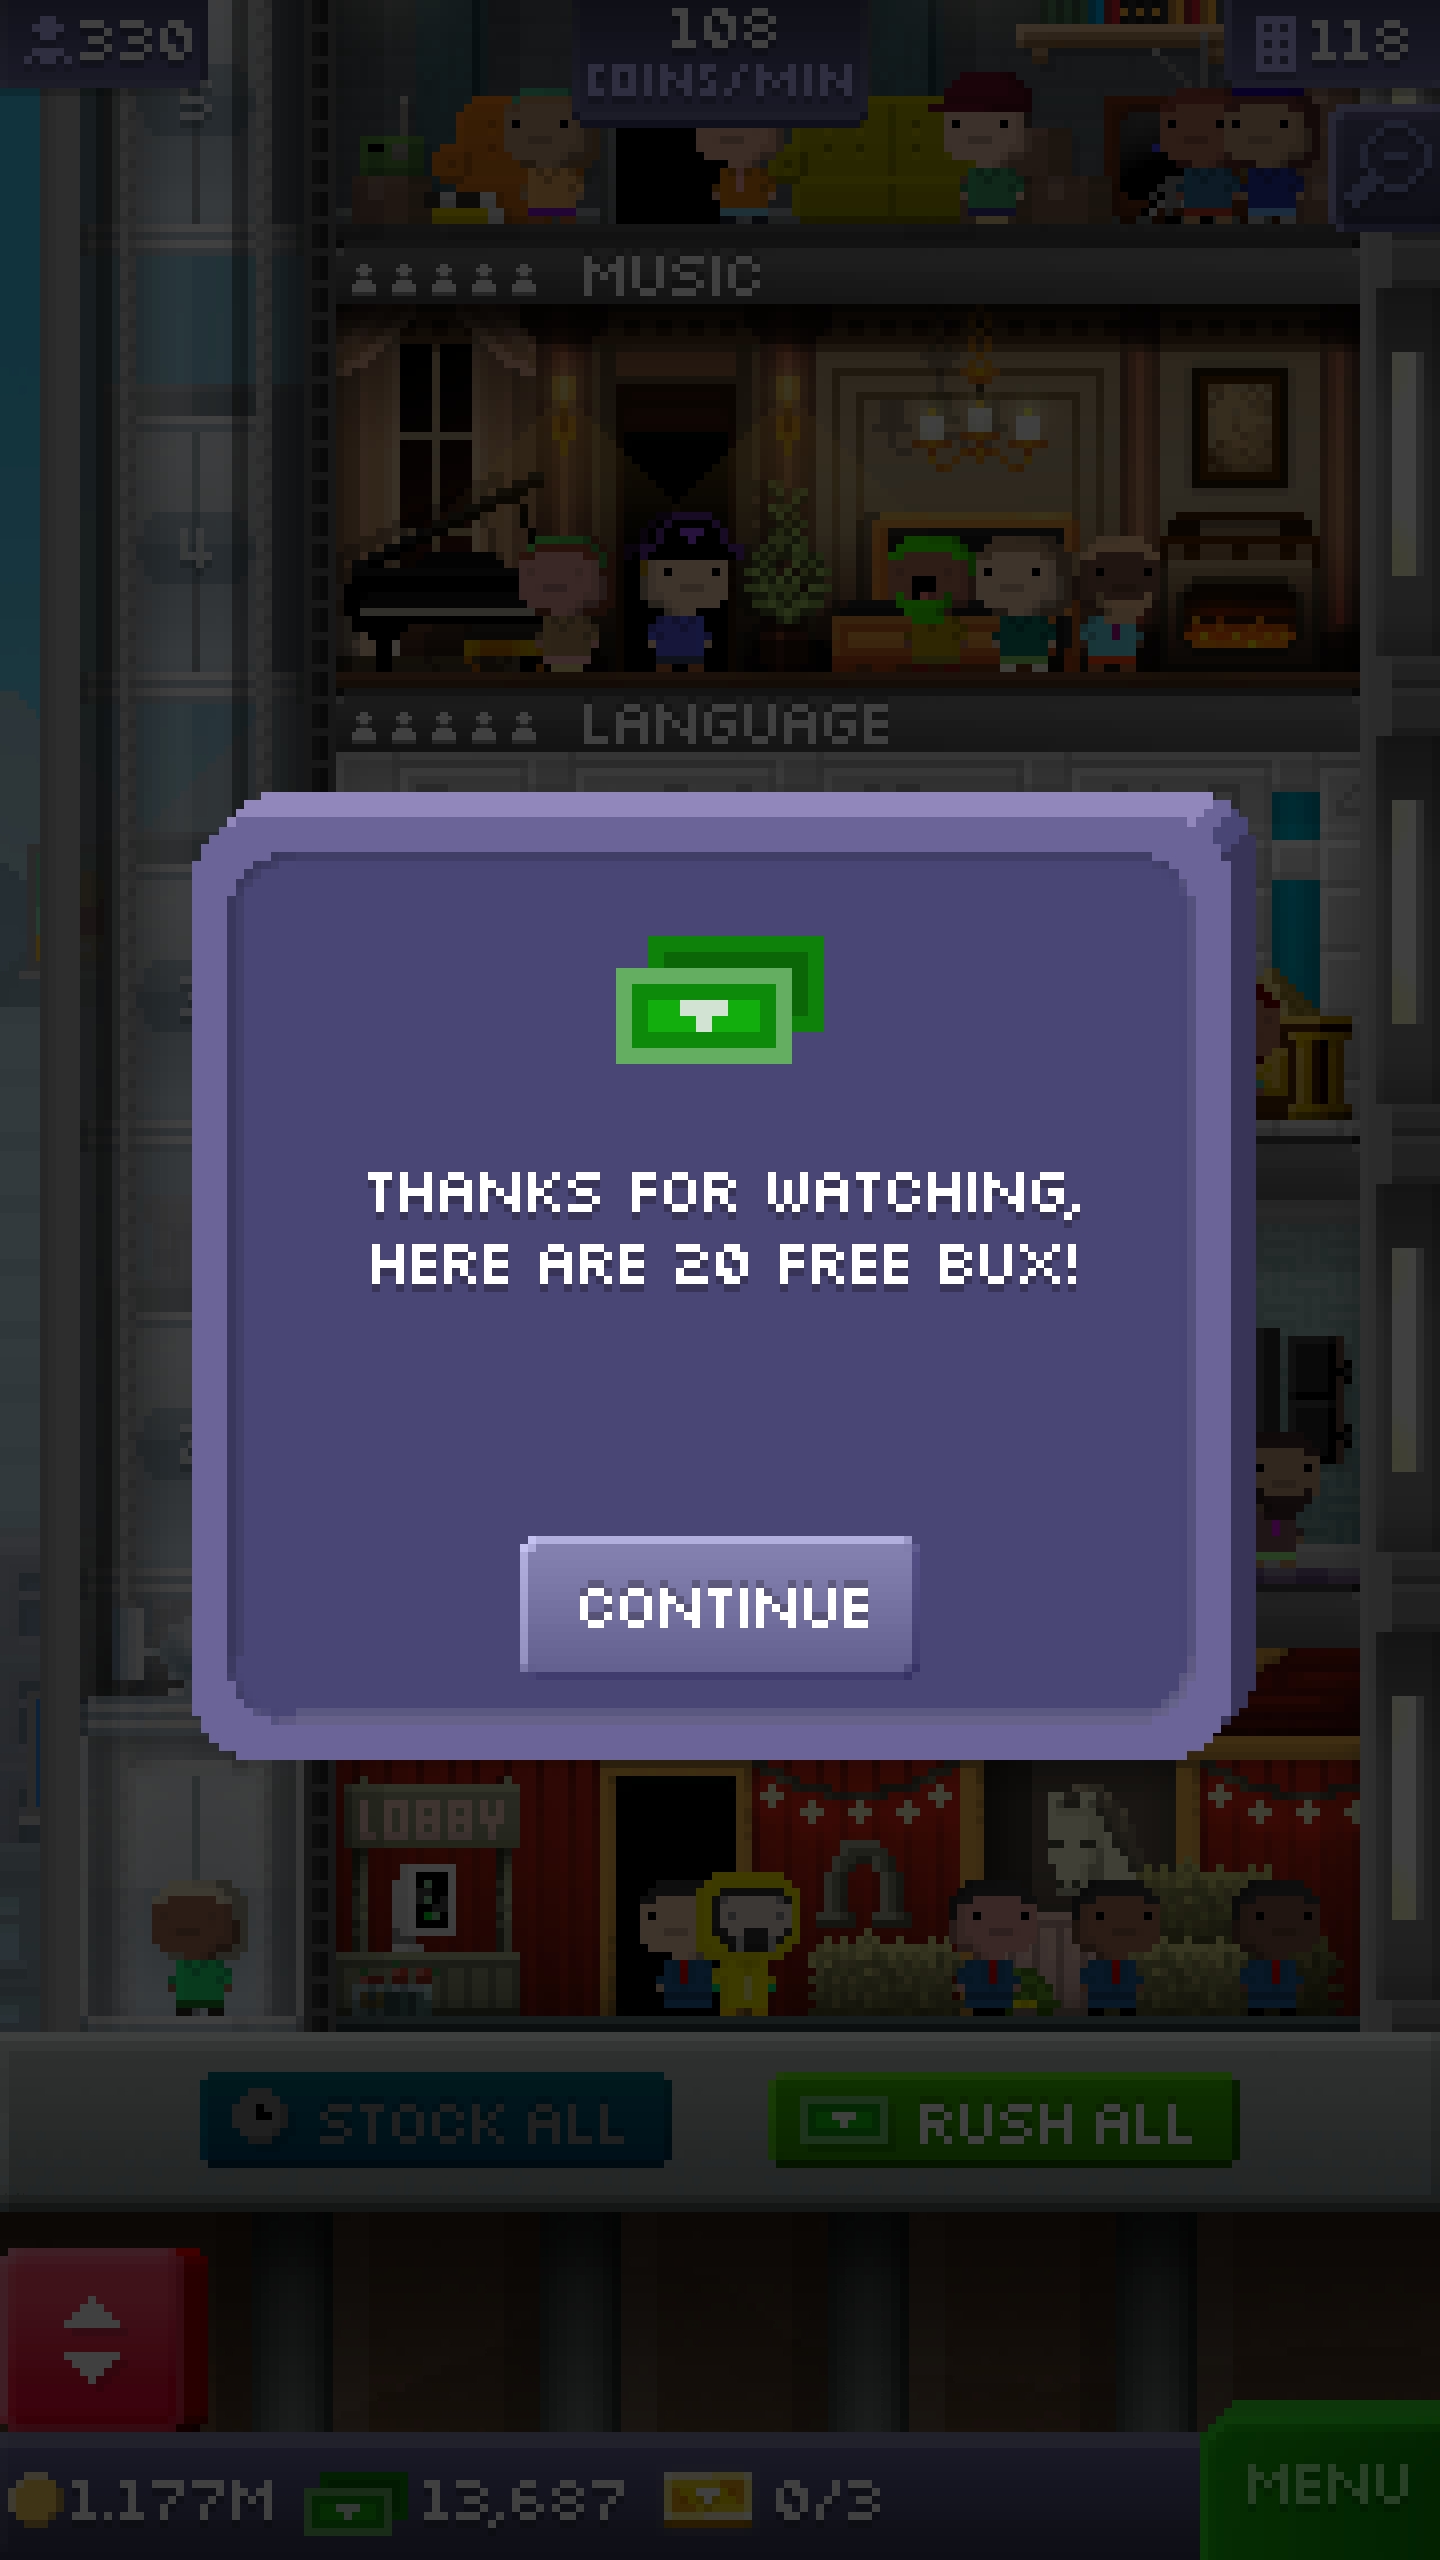 330
108
COINS/MIN
118
5
MUSIC
4
LANGUAGE
THANKS FOR WATCHING,
HERE ARE 20 FREE BUX!
CONTINUE
LOBBY
STOCK ALL
RUSH ALL
1.177M
13,687
0/3
MENU